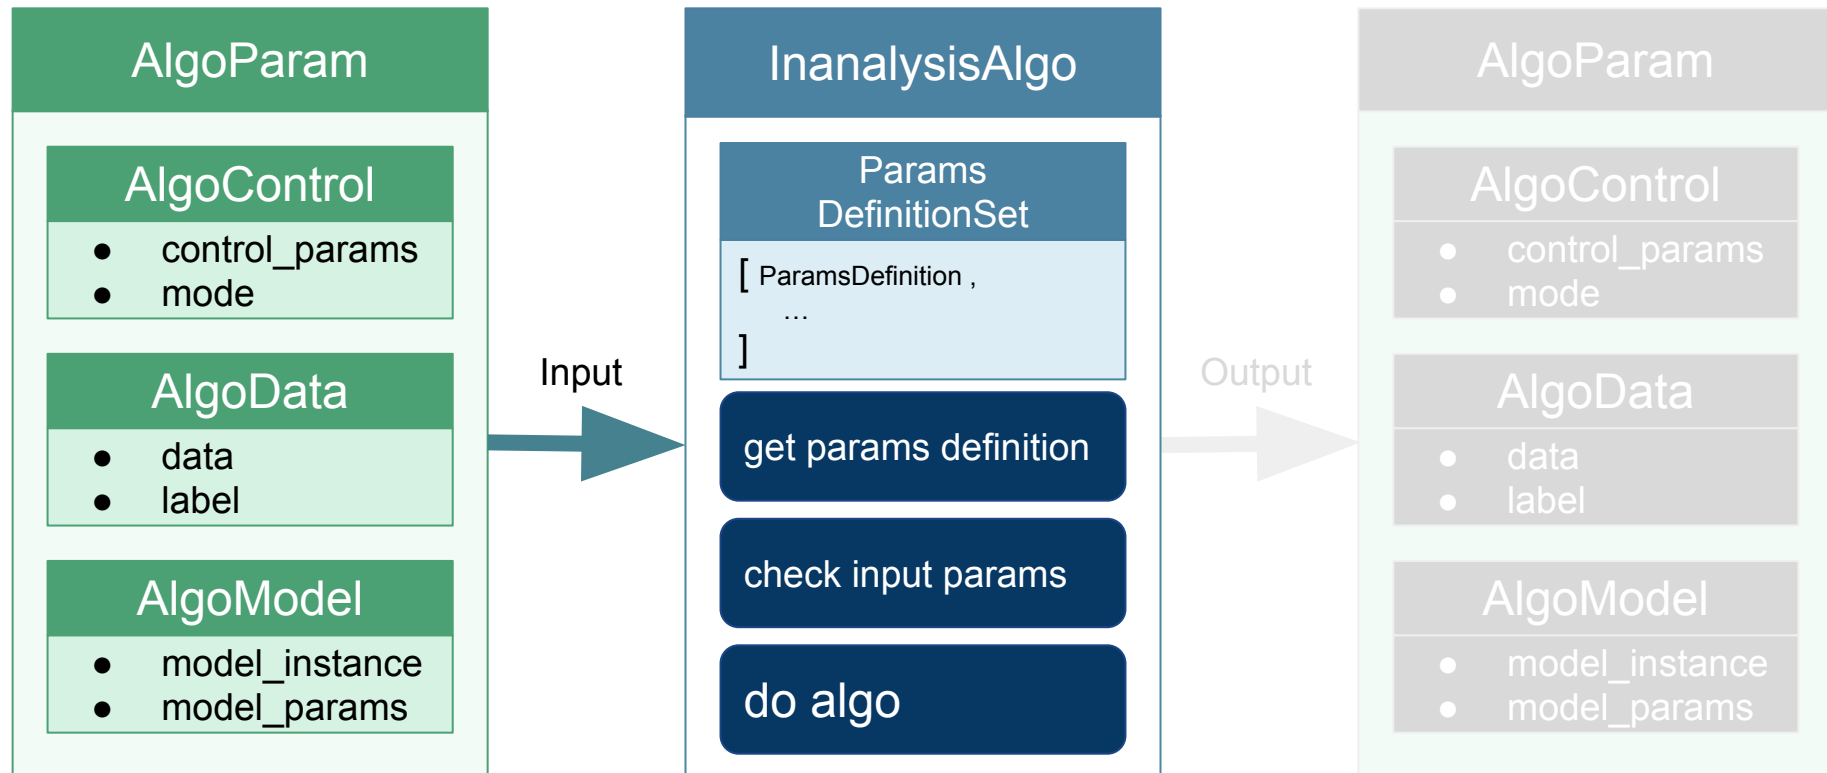 AlgoParam
AlgoControl
● control_params
● mode
AlgoData
● data
● label
AlgoModel
● model_instance
● model_params
Input
InanalysisAlgo
Params
DefinitionSet
[ ParamsDefinition ,
...
]
get params definition
check input params
do algo
Output
AlgoParam
AlgoControl
● control_params
● mode
AlgoData
● data
● label
AlgoModel
● model_instance
● model_params